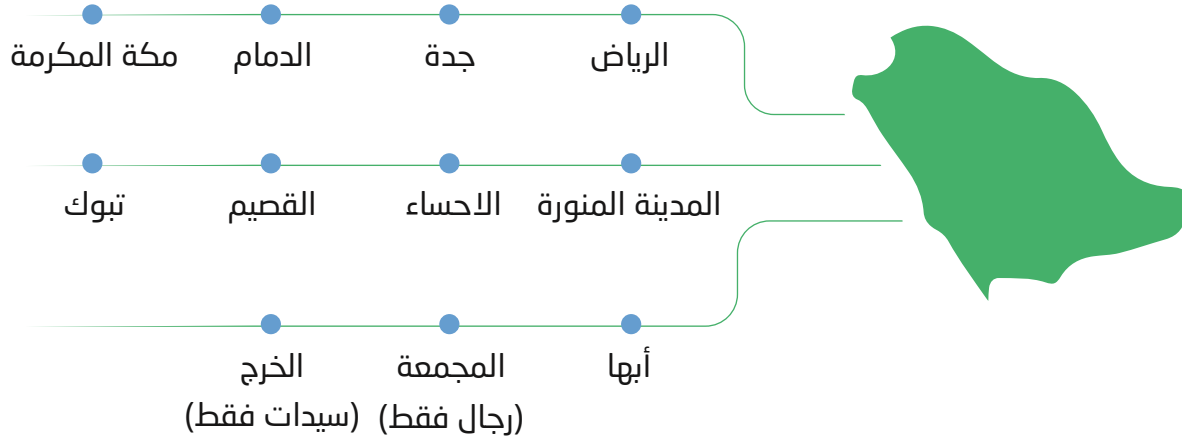 الرياض
جدة
الدمام
مكة المكرمة
المدينة المنورة
الاحساء
القصيم
تبوك
أبها
المجمعة
(رجال فقط)
الخرج
(سيدات فقط)